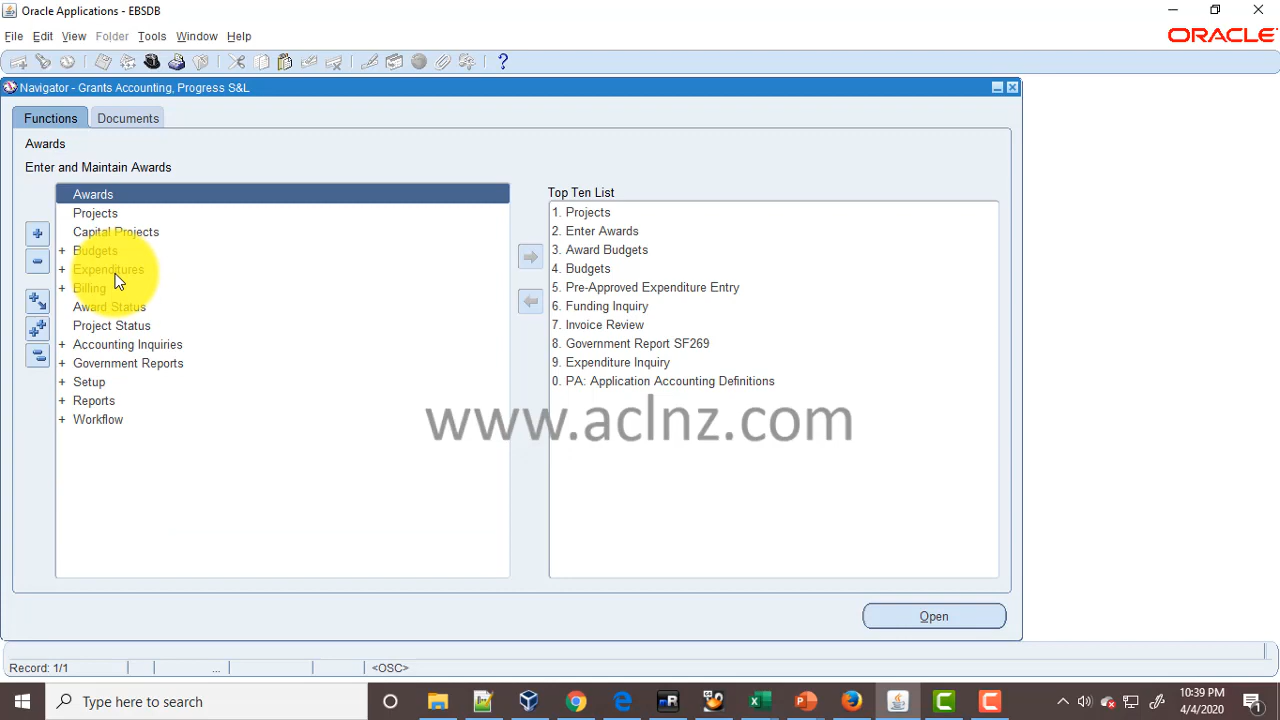 Oracle Applications - EBSDB
File Edit View Folder Tools Window Help
ORACLE
Navigator - Grants Accounting, Progress S&L
Functions Documents
Awards
Enter and Maintain Awards
Awards
Projects
Capital Projects
+ Budgets
+ Expenditures
+ Billing
Award Status
Project Status
+ Accounting Inquiries
+ Government Reports
+ Setup
+ Reports
+ Workflow
Top Ten List
1. Projects
2. Enter Awards
3. Award Budgets
4. Budgets
5. Pre-Approved Expenditure Entry
6. Funding Inquiry
7. Invoice Review
8. Government Report SF269
9. Expenditure Inquiry
0. PA: Application Accounting Definitions
www.aclnz.com
Open
Record: 1/1 ... <OSC>
Type here to search
10:39 PM
4/4/2020